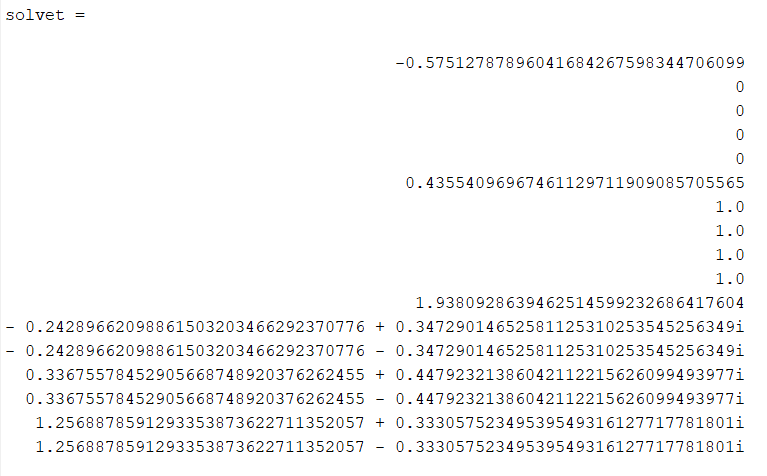 solvet =
-0.57512787896041684267598344706099
0
0
0
0
0.43554096967461129711909085705565
1.0
1.0
1.0
1.0
1.9380928639462514599232686417604
- 0.24289662098861503203466292370776 + 0.34729014652581125310253545256349i
- 0.24289662098861503203466292370776 - 0.34729014652581125310253545256349i
0.33675578452905668748920376262455 + 0.44792321386042112215626099493977i
0.33675578452905668748920376262455 - 0.44792321386042112215626099493977i
1.2568878591293353873622711352057 + 0.33305752349539549316127717781801i
1.2568878591293353873622711352057 - 0.33305752349539549316127717781801i